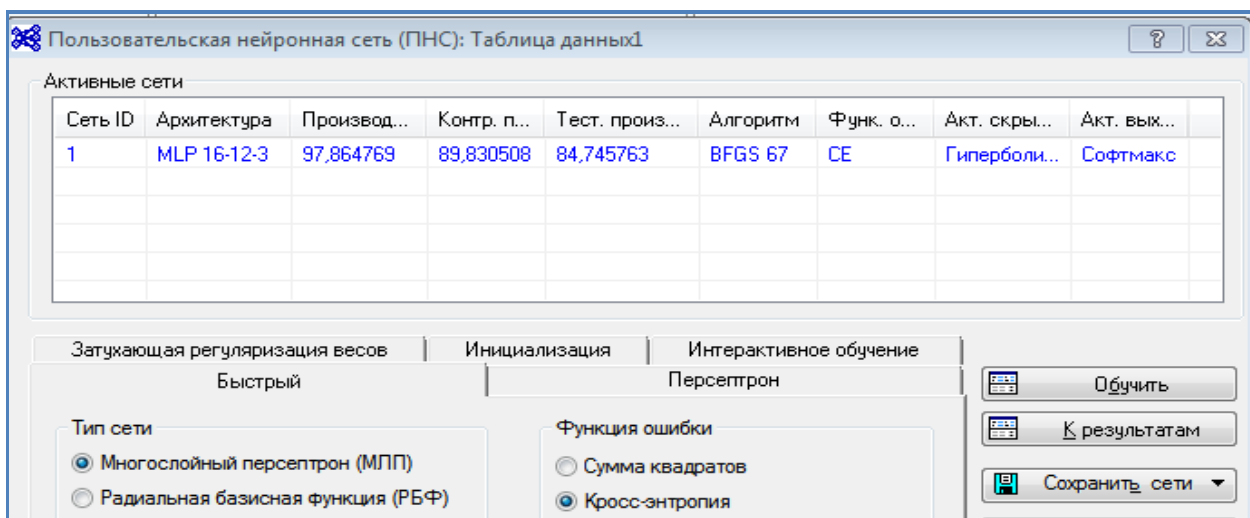 Пользовательская нейронная сеть (ПНС): Таблица данных1
Активные сети
Сеть ID Архитектура Производ... Контр. п... Тест. произ... Алгоритм Функ. о... Акт. скры... Акт. вых...
1 MLP 16-12-3 97,864769 89,830508 84,745763 BFGS 67 CE Гиперболи... Софтмакс
Затухающая регуляризация весов Инициализация Интерактивное обучение
Быстрый Персептрон
Обучить
Тип сети Функция ошибки
К результатам
Многослойный персептрон (МЛП) Сумма квадратов
Сохранить сети
Радиальная базисная функция (РБФ) Кросс-энтропия